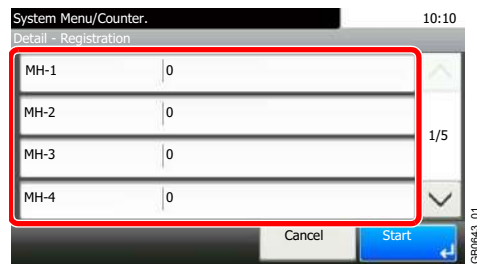 System Menu/Counter. 10:10
Detail - Registration
MH-1 0
MH-2 0
1/5
MH-3 0
MH-4 0
Cancel Start
GB0643_01